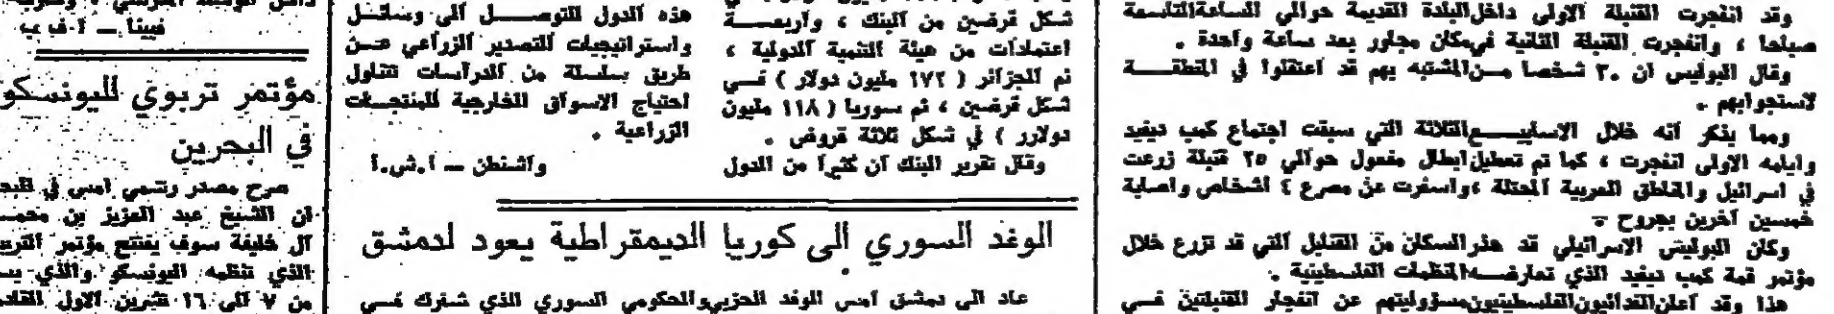 وقد انفجرت القنبلة الاولى داخل البلدة القديمة حوالي الساعة التاسعة
صباحا ، وانفجرت القنبلة الثانية في مكان مجاور بعد ساعة واحدة .
وقال البوليس ان ٢٠ شخصا من المشتبه بهم قد اعتقلوا في المنطقة
لاستجوابهم .
ومما يذكر انه خلال الاسابيع الثلاثة التي سبقت اجتماع كمب ديفيد
وايامه الاولى انفجرت ، كما تم تعطيل ابطال مفعول حوالي ٢٥ قنبلة زرعت
في اسرائيل والمناطق العربية المحتلة ، واسفرت عن مصرع ٤ اشخاص واصابة
خمسين آخرين بجروح .
وكان البوليس الاسرائيلي قد حذر السكان من القنابل التي قد تزرع خلال
مؤتمر قمة كمب ديفيد الذي تعارضه المنظمات الفلسطينية .
هذا وقد اعلن الفدائيون الفلسطينيون مسؤوليتهم عن انفجار القنبلتين في
شكل قرضين من البنك ، وأربعة
اعتمادات من هيئة التنمية الدولية ،
ثم الجزائر ( ١٧٢ مليون دولار ) في
شكل قرضين ، ثم سوريا ( ١١٨ مليون
دولارر ) في شكل ثلاثة قروض .
وقال تقرير البنك ان كثيرا من الدول
هذه الدول للتوصل الى وسائل
واستراتيجيات التصدير الزراعي عن
طريق سلسلة من الدراسات تتناول
احتياج الاسواق الخارجية للمنتجات
الزراعية .
واشنطن — أ.ش.أ
الوفد السوري الى كوريا الديمقراطية يعود لدمشق
عاد الى دمشق امس الوفد الحزبي والحكومي السوري الذي شترك في
فيينا — أ.ف.ب
مؤتمر تربوي لليونسكو
في البحرين
صرح مصدر رسمي امس في
ان الشيخ عبد العزيز بن
آل خليفة سوف يفتتح مؤتمر
الذي تنظمه اليونسكو والذي
من ٧ الى ١٦ تشرين الاول